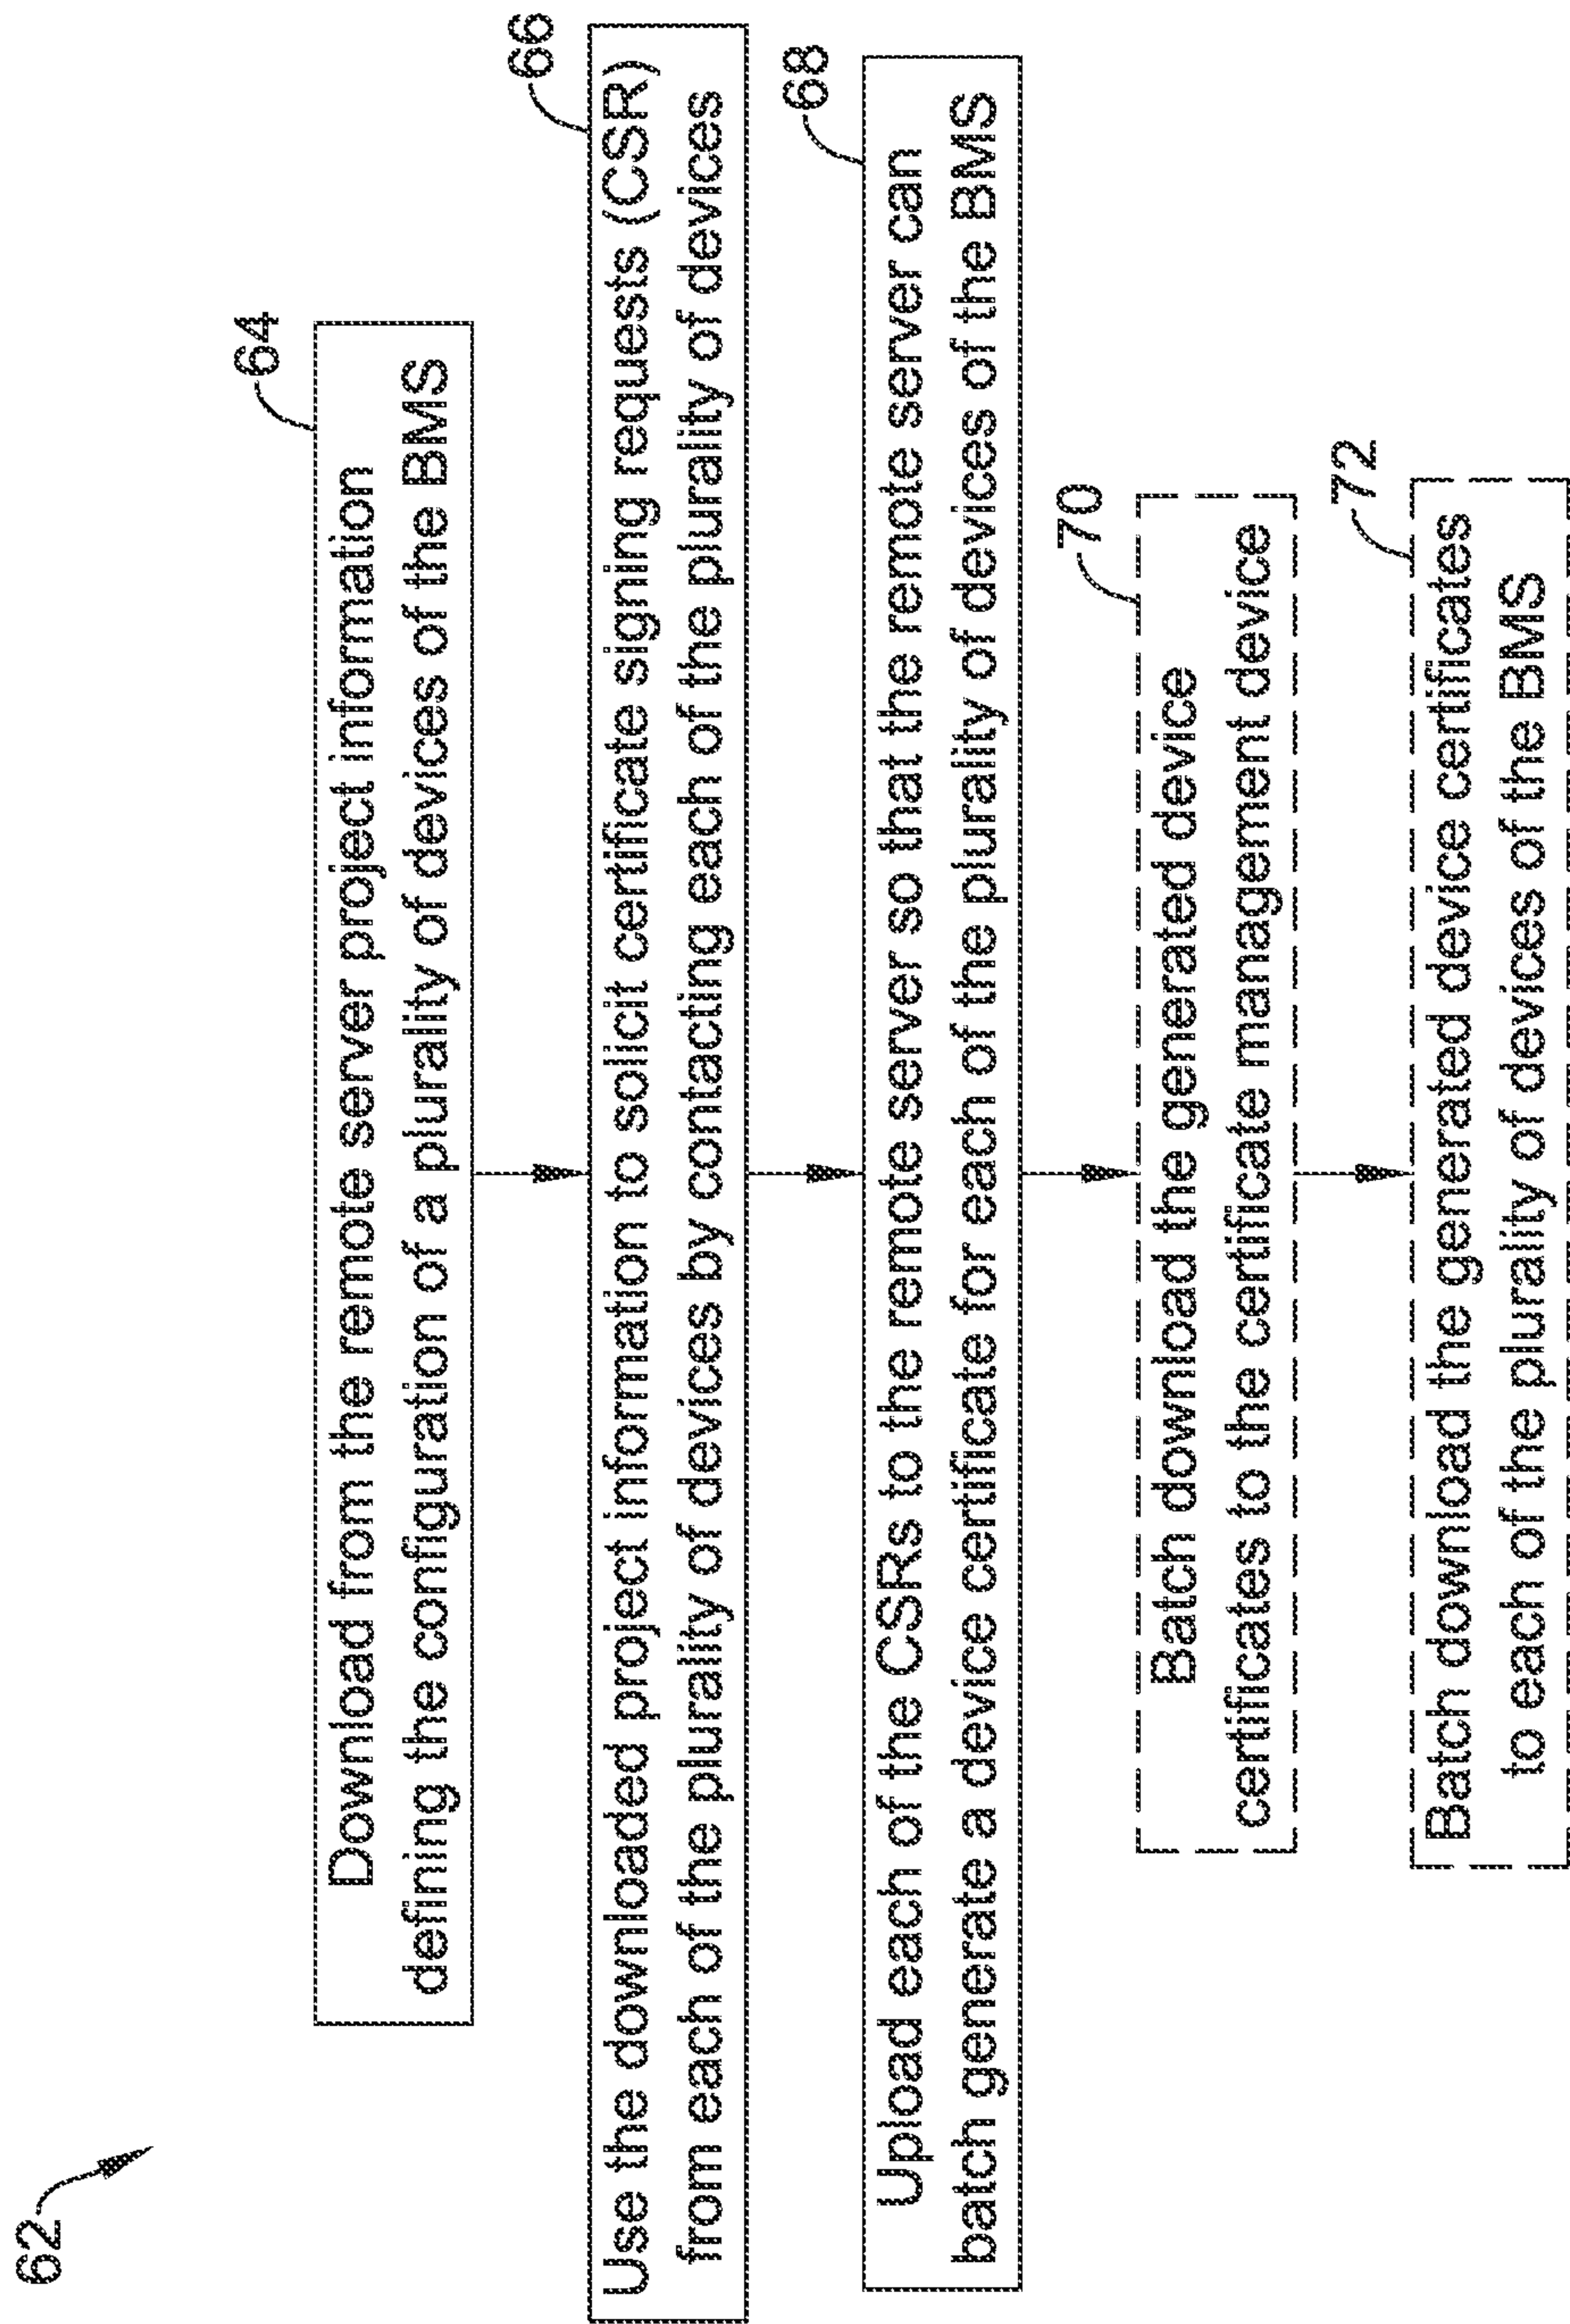 62
64
Download from the remote server project information
defining the configuration of a plurality of devices of the BMS
66
Use the downloaded project information to solicit certificate signing requests (CSR)
from each of the plurality of devices by contacting each of the plurality of devices
68
Upload each of the CSRs to the remote server so that the remote server can
batch generate a device certificate for each of the plurality of devices of the BMS
70
Batch download the generated device
certificates to the certificate management device
72
Batch download the generated device certificates
to each of the plurality of devices of the BMS